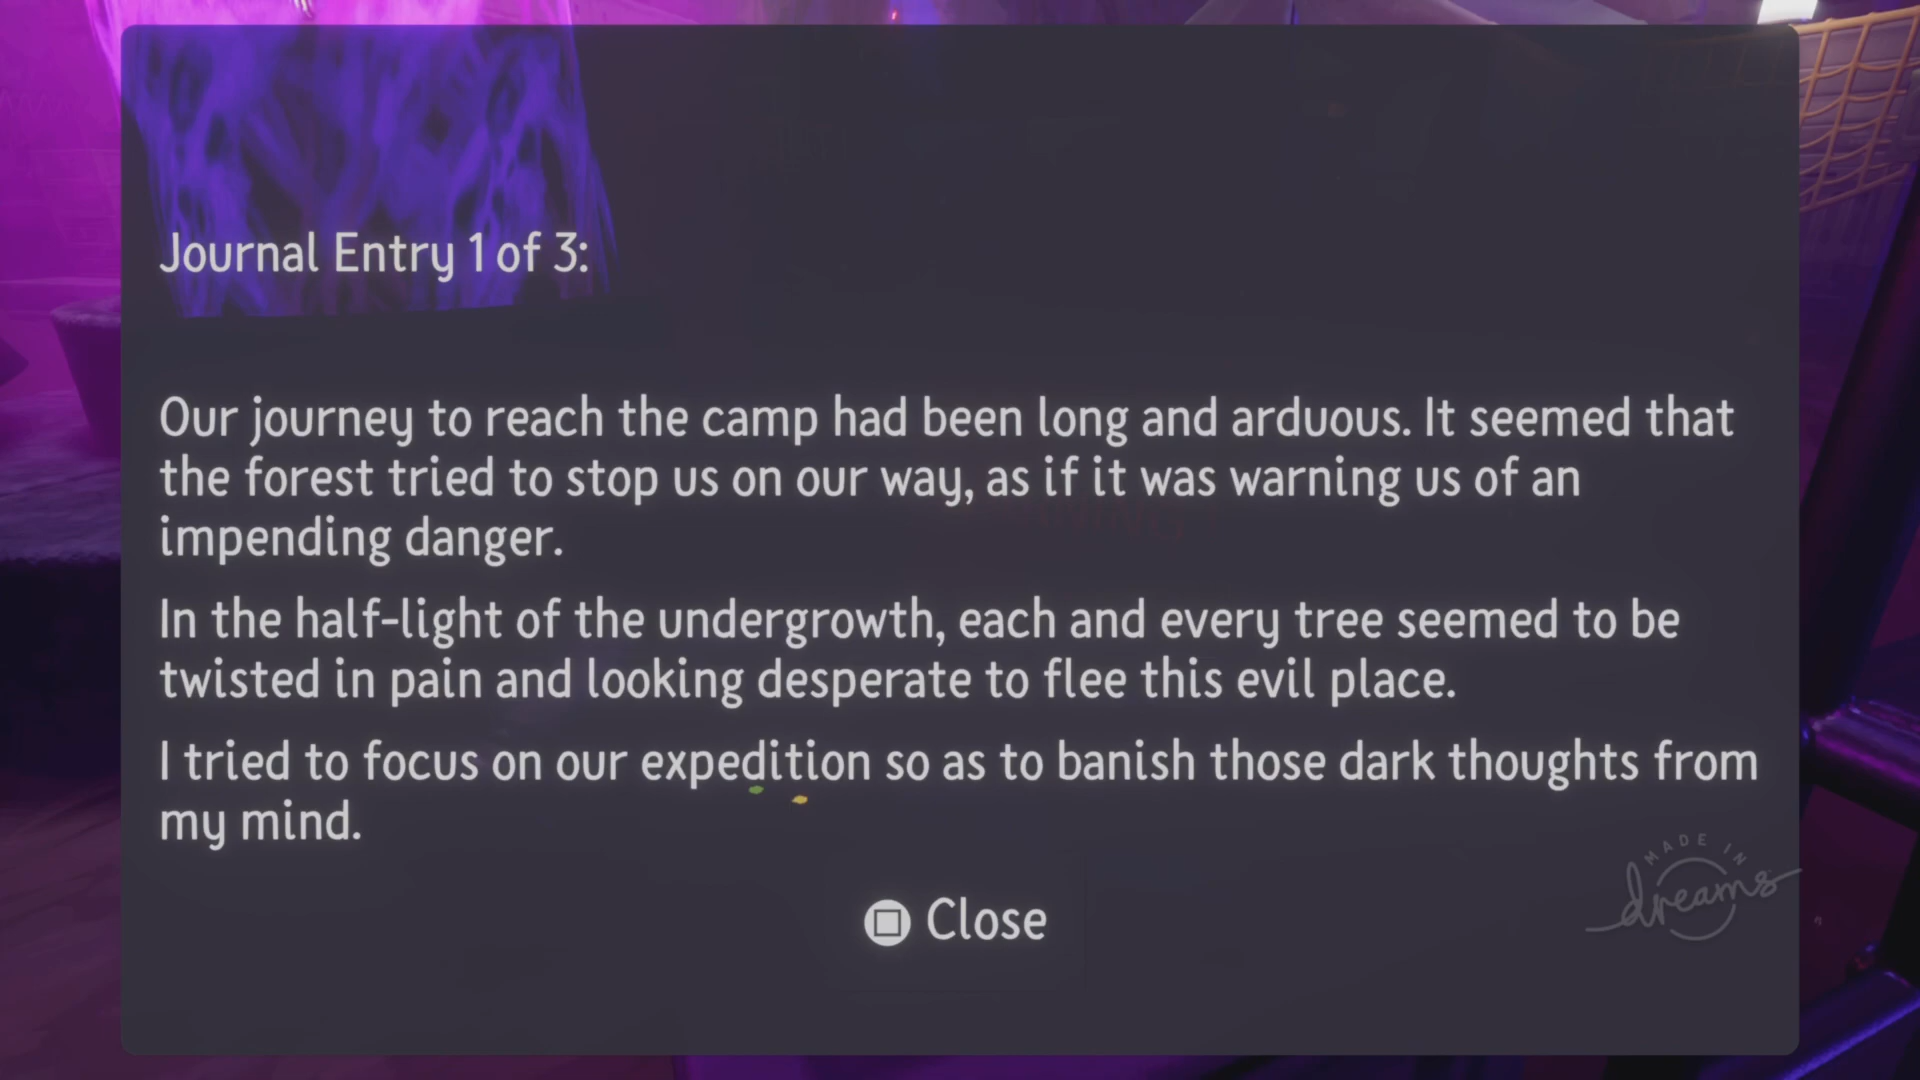 Journal Entry 1 of 3:
Our journey to reach the camp had been long and arduous. It seemed that
the forest tried to stop us on our way, as if it was warning us of an
impending danger.
In the half-light of the undergrowth, each and every tree seemed to be
twisted in pain and looking desperate to flee this evil place.
I tried to focus on our expedition so as to banish those dark thoughts from
my mind.
Close
MADE IN
dreams